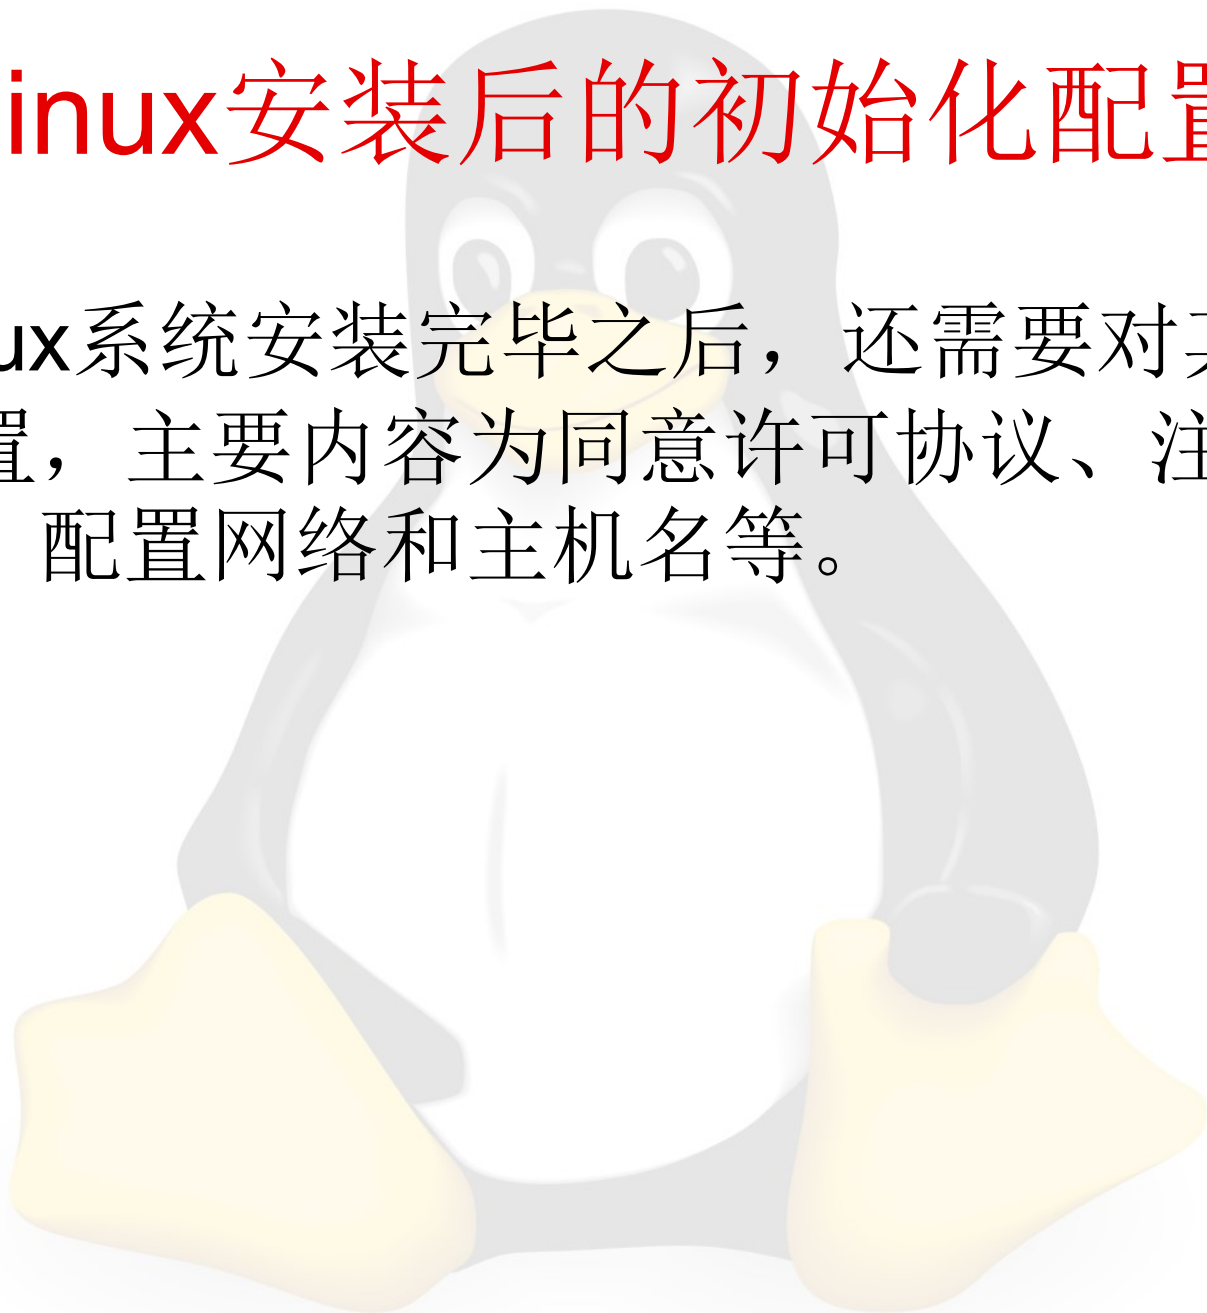 inux安装后的初始化配置
ux系统安装完毕之后，还需要对其
置，主要内容为同意许可协议、注
配置网络和主机名等。